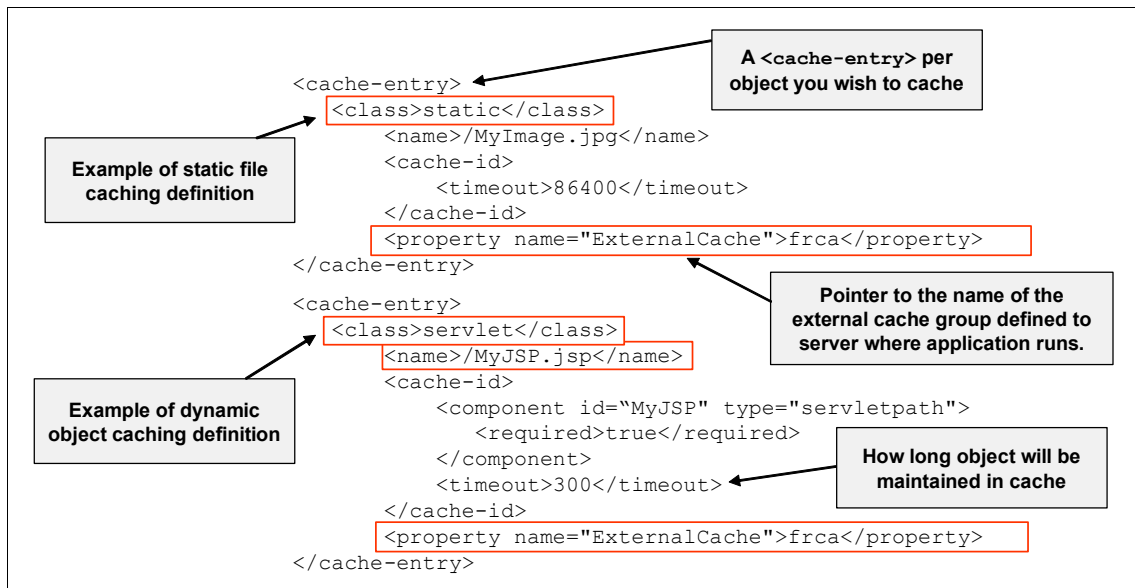 A <cache-entry> per
object you wish to cache
<cache-entry>
<class>static</class>
<name>/MyImage.jpg</name>
<cache-id>
<timeout>86400</timeout>
</cache-id>
<property name="ExternalCache">frca</property>
</cache-entry>
Example of static file
caching definition
Pointer to the name of the
external cache group defined to
server where application runs.
<cache-entry>
<class>servlet</class>
<name>/MyJSP.jsp</name>
<cache-id>
<component id=“MyJSP" type="servletpath">
<required>true</required>
</component>
<timeout>300</timeout>
</cache-id>
<property name="ExternalCache">frca</property>
</cache-entry>
Example of dynamic
object caching definition
How long object will be
maintained in cache